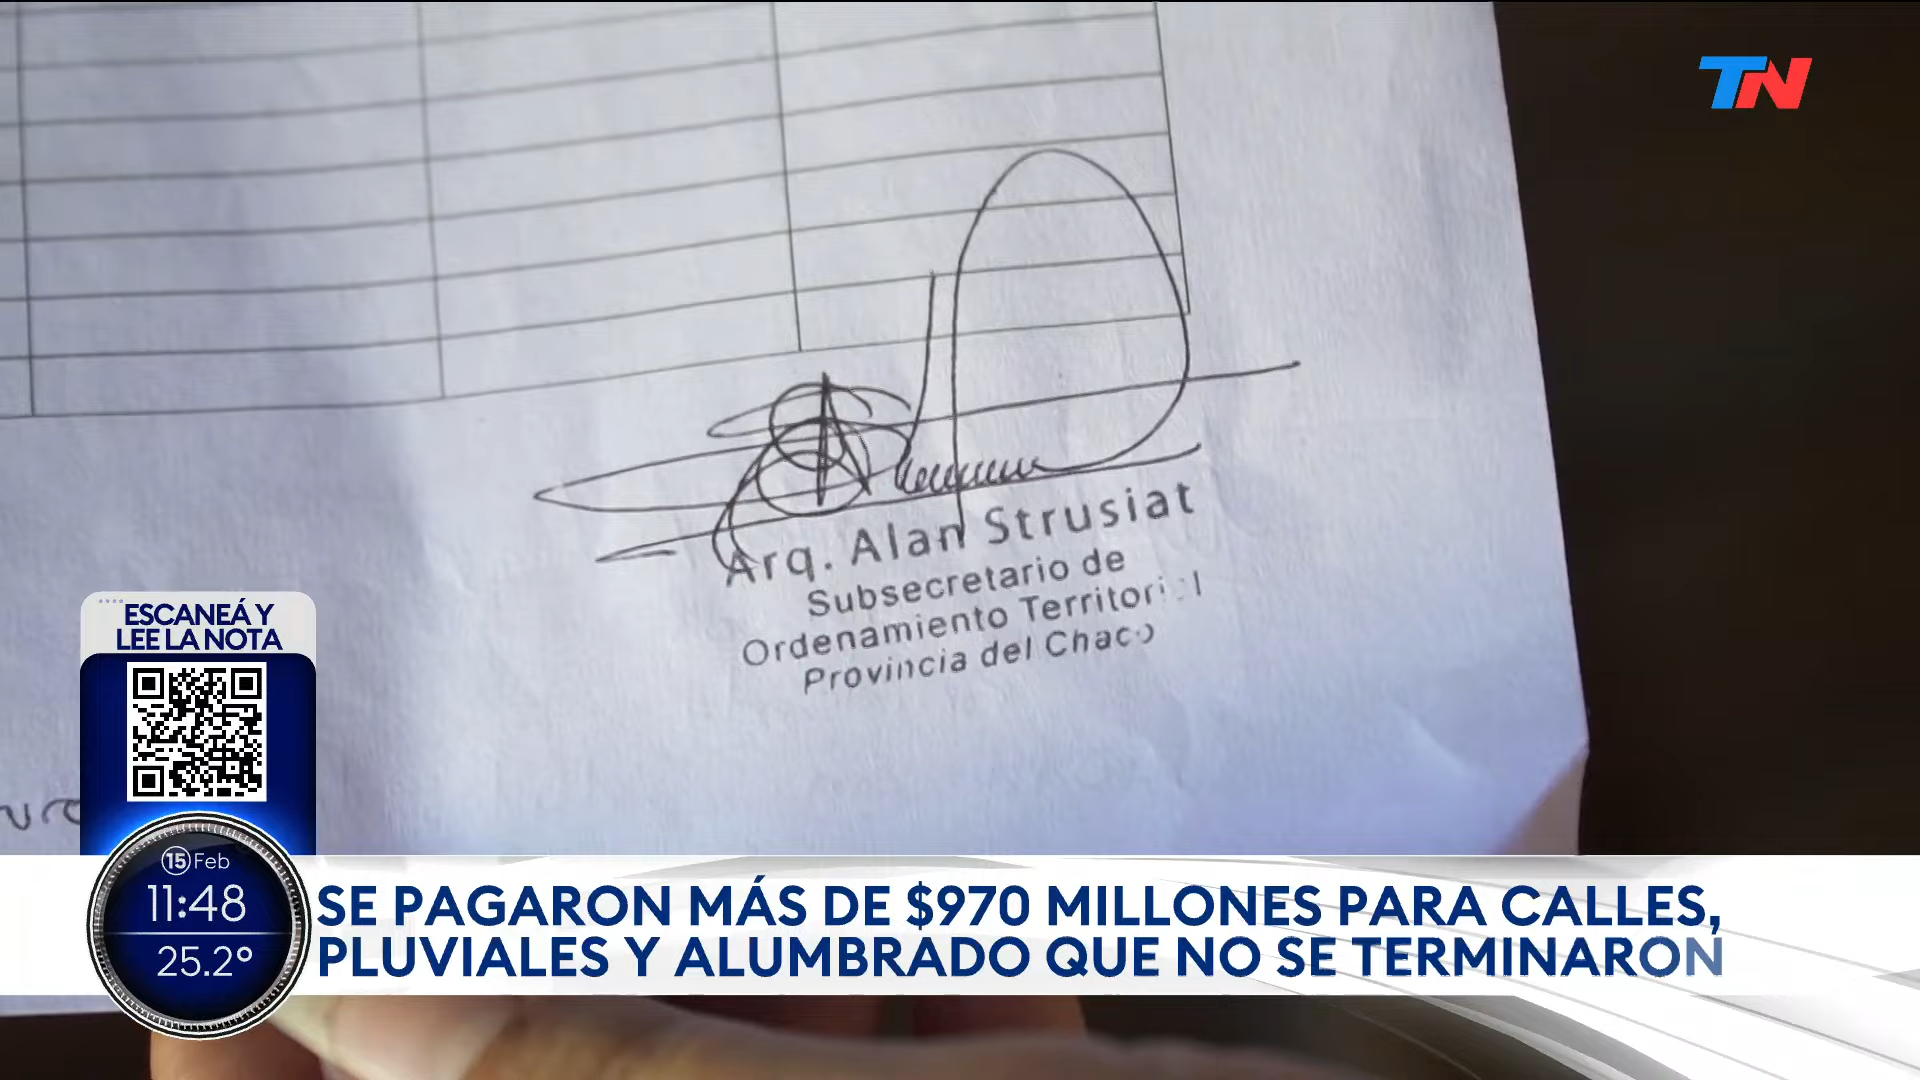 TN
Arq. Alan Strusiat
Subsecretario de
Ordenamiento Territorial
Provincia del Chaco
ESCANEÁ Y
LEE LA NOTA
15 Feb
11:48
25.2°
SE PAGARON MÁS DE $970 MILLONES PARA CALLES,
PLUVIALES Y ALUMBRADO QUE NO SE TERMINARON